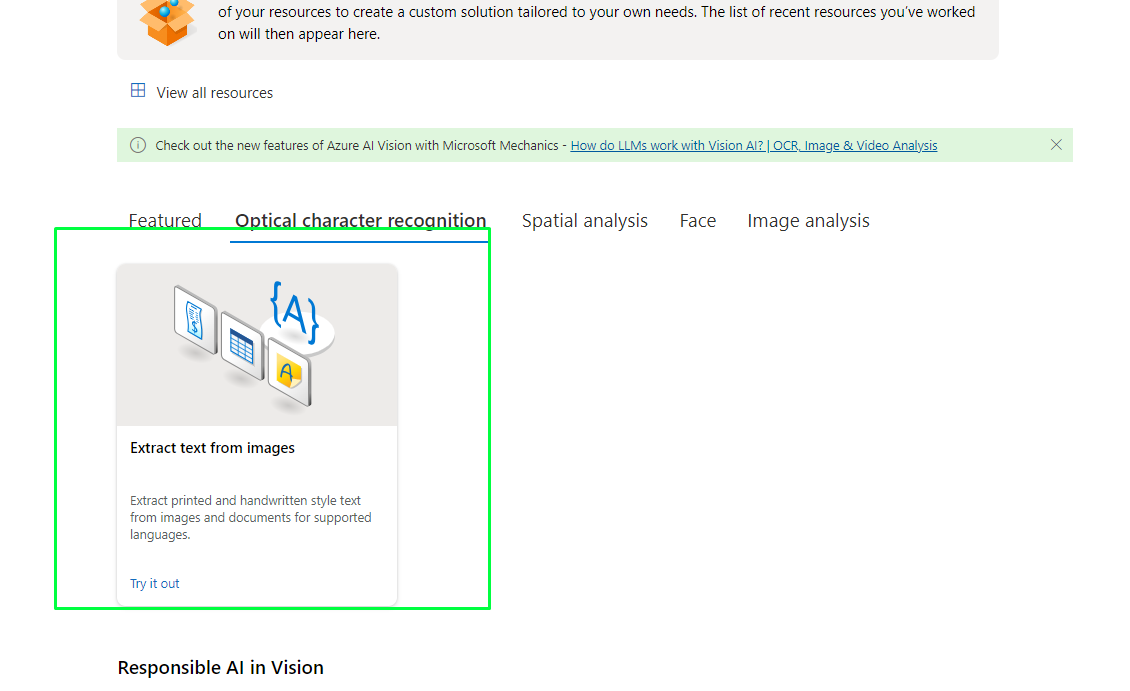 of your resources to create a custom solution tailored to your own needs. The list of recent resources you've worked
on will then appear here.
View all resources
Check out the new features of Azure AI Vision with Microsoft Mechanics - How do LLMs work with Vision AI? | OCR, Image & Video Analysis
Featured Optical character recognition Spatial analysis Face Image analysis
{A}
$
A
Extract text from images
Extract printed and handwritten style text
from images and documents for supported
languages.
Try it out
Responsible AI in Vision